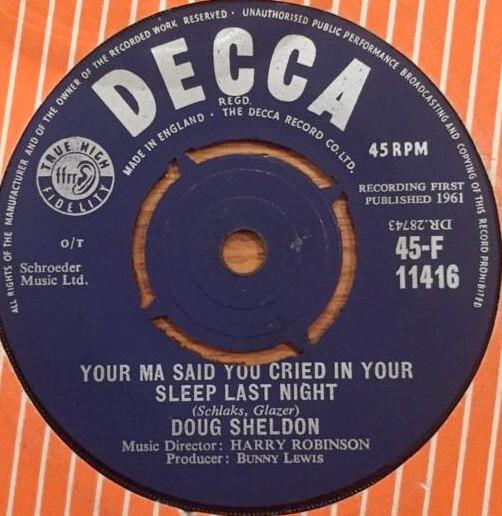 ALL RIGHTS OF THE MANUFACTURER AND OF THE OWNER OF THE RECORDED WORK RESERVED · UNAUTHORISED PUBLIC PERFORMANCE BROADCASTING AND COPYING OF THIS RECORD PROHIBITED
DECCA
REGD.
MADE IN ENGLAND · THE DECCA RECORD CO. LTD.
TRUE HIGH
ffrr
FIDELITY
45 RPM
RECORDING FIRST
PUBLISHED 1961
DR.28743
O/T
45-F
11416
Schroeder
Music Ltd.
YOUR MA SAID YOU CRIED IN YOUR
SLEEP LAST NIGHT
(Schlaks, Glazer)
DOUG SHELDON
Music Director: HARRY ROBINSON
Producer: BUNNY LEWIS